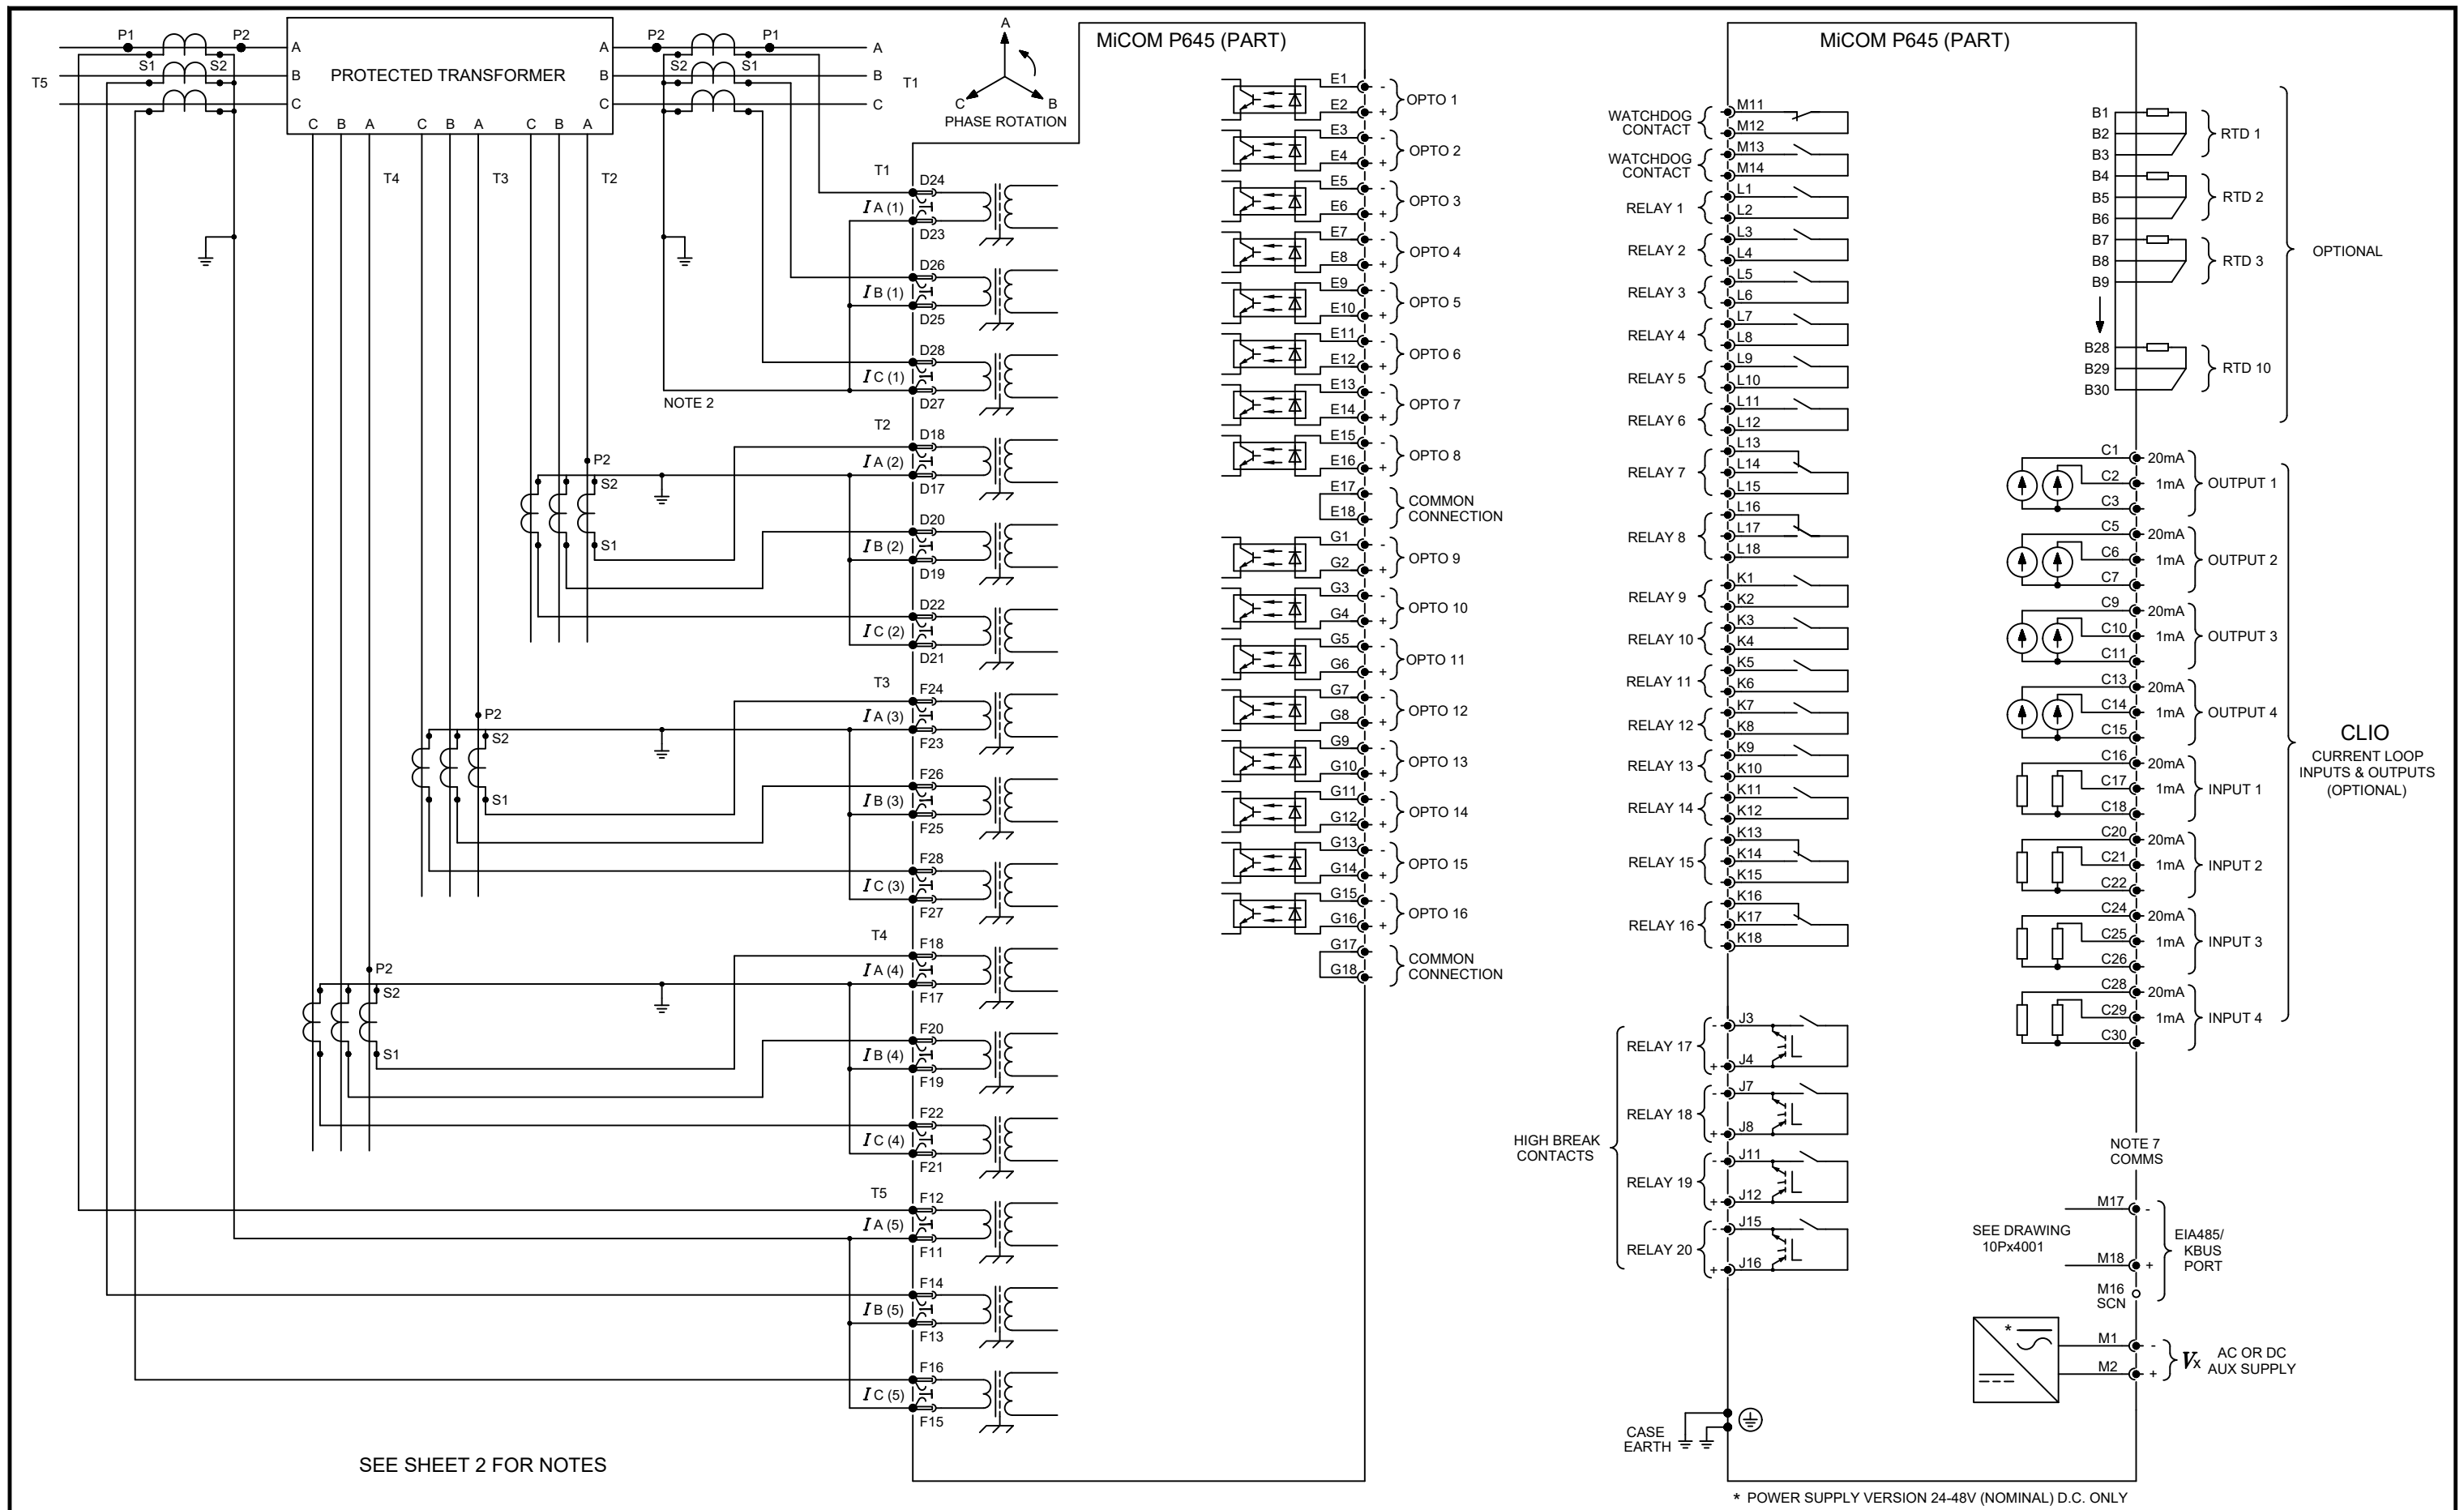 P1
P2
S1
S2
T5
A
B
C
PROTECTED TRANSFORMER
A
B
C
C B A
C B A
C B A
T4
T3
T2
P2
P1
S2
S1
A
B
C
T1
A
C
B
PHASE ROTATION
NOTE 2
P2
S2
S1
P2
S2
S1
P2
S2
S1
SEE SHEET 2 FOR NOTES
MiCOM P645 (PART)
T1
D24
I A (1)
D23
D26
I B (1)
D25
D28
I C (1)
D27
T2
D18
I A (2)
D17
D20
I B (2)
D19
D22
I C (2)
D21
T3
F24
I A (3)
F23
F26
I B (3)
F25
F28
I C (3)
F27
T4
F18
I A (4)
F17
F20
I B (4)
F19
F22
I C (4)
F21
T5
F12
I A (5)
F11
F14
I B (5)
F13
F16
I C (5)
F15
E1 -
E2 +
OPTO 1
E3 -
E4 +
OPTO 2
E5 -
E6 +
OPTO 3
E7 -
E8 +
OPTO 4
E9 -
E10 +
OPTO 5
E11 -
E12 +
OPTO 6
E13 -
E14 +
OPTO 7
E15 -
E16 +
OPTO 8
E17
E18
COMMON
CONNECTION
G1 -
G2 +
OPTO 9
G3 -
G4 +
OPTO 10
G5 -
G6 +
OPTO 11
G7 -
G8 +
OPTO 12
G9 -
G10 +
OPTO 13
G11 -
G12 +
OPTO 14
G13 -
G14 +
OPTO 15
G15 -
G16 +
OPTO 16
G17
G18
COMMON
CONNECTION
MiCOM P645 (PART)
WATCHDOG
CONTACT
M11
M12
WATCHDOG
CONTACT
M13
M14
RELAY 1
L1
L2
RELAY 2
L3
L4
RELAY 3
L5
L6
RELAY 4
L7
L8
RELAY 5
L9
L10
RELAY 6
L11
L12
RELAY 7
L13
L14
L15
RELAY 8
L16
L17
L18
RELAY 9
K1
K2
RELAY 10
K3
K4
RELAY 11
K5
K6
RELAY 12
K7
K8
RELAY 13
K9
K10
RELAY 14
K11
K12
RELAY 15
K13
K14
K15
RELAY 16
K16
K17
K18
HIGH BREAK
CONTACTS
RELAY 17
- J3
+ J4
RELAY 18
- J7
+ J8
RELAY 19
- J11
+ J12
RELAY 20
- J15
+ J16
CASE
EARTH
B1
B2
B3
RTD 1
B4
B5
B6
RTD 2
B7
B8
B9
RTD 3
B28
B29
B30
RTD 10
OPTIONAL
C1 20mA
C2 1mA
C3
OUTPUT 1
C5 20mA
C6 1mA
C7
OUTPUT 2
C9 20mA
C10 1mA
C11
OUTPUT 3
C13 20mA
C14 1mA
C15
OUTPUT 4
C16 20mA
C17 1mA
C18
INPUT 1
C20 20mA
C21 1mA
C22
INPUT 2
C24 20mA
C25 1mA
C26
INPUT 3
C28 20mA
C29 1mA
C30
INPUT 4
CLIO
CURRENT LOOP
INPUTS & OUTPUTS
(OPTIONAL)
NOTE 7
COMMS
SEE DRAWING
10Px4001
M17 -
M18 +
M16
SCN
EIA485/
KBUS
PORT
*
M1 -
M2 +
Vx
AC OR DC
AUX SUPPLY
* POWER SUPPLY VERSION 24-48V (NOMINAL) D.C. ONLY